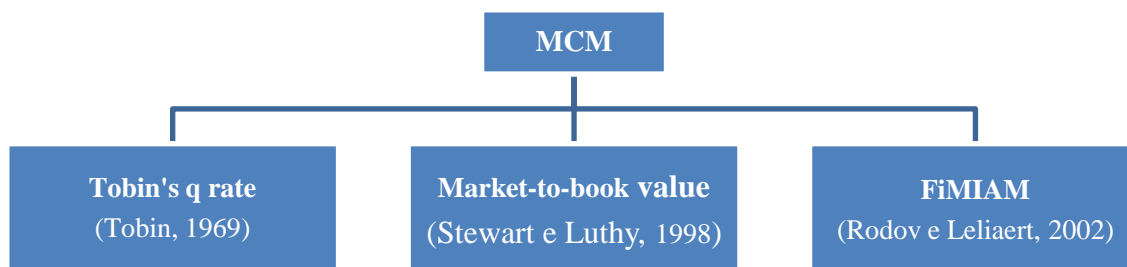 MCM
Tobin's q rate
(Tobin, 1969)
Market-to-book value
(Stewart e Luthy, 1998)
FiMIAM
(Rodov e Leliaert, 2002)